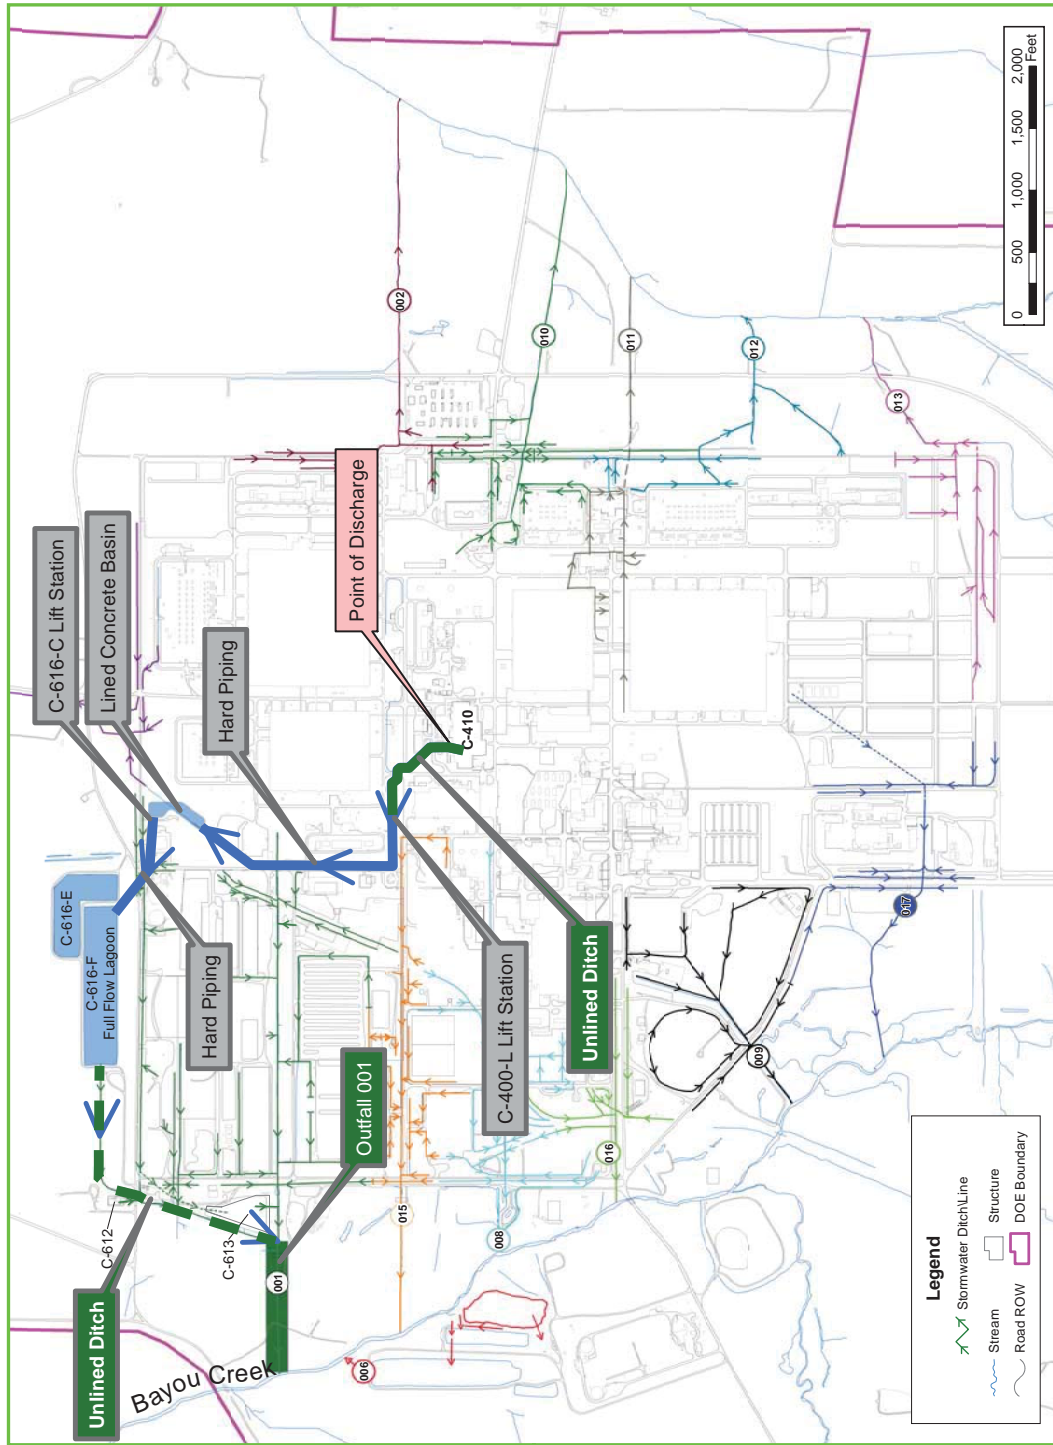 C-616-C Lift Station
Lined Concrete Basin
Hard Piping
Point of Discharge
C-410
C-616-E
C-616-F
Full Flow Lagoon
Hard Piping
Outfall 001
C-400-L Lift Station
Unlined Ditch
C-612
C-613
Unlined Ditch
Bayou Creek
001
002
006
008
009
010
011
012
013
015
016
017
Legend
Stormwater Ditch\Line
Stream
Structure
Road ROW
DOE Boundary
0 500 1,000 1,500 2,000
Feet